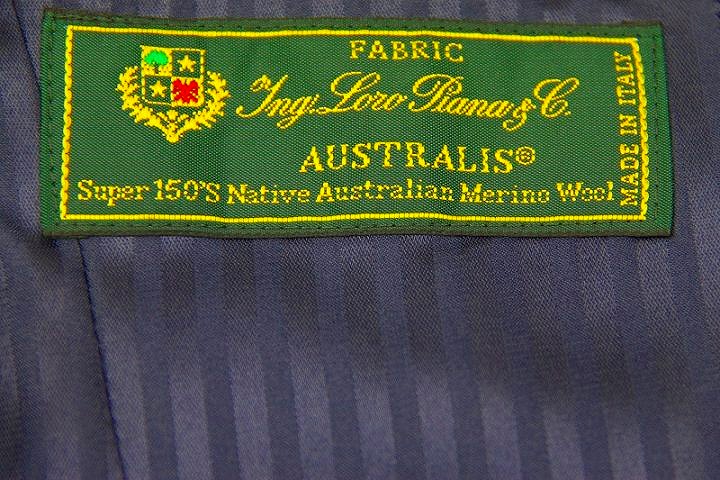 FABRIC
Ing. Loro Piana & C.
AUSTRALIS®
Super 150'S Native Australian Merino Wool
MADE IN ITALY